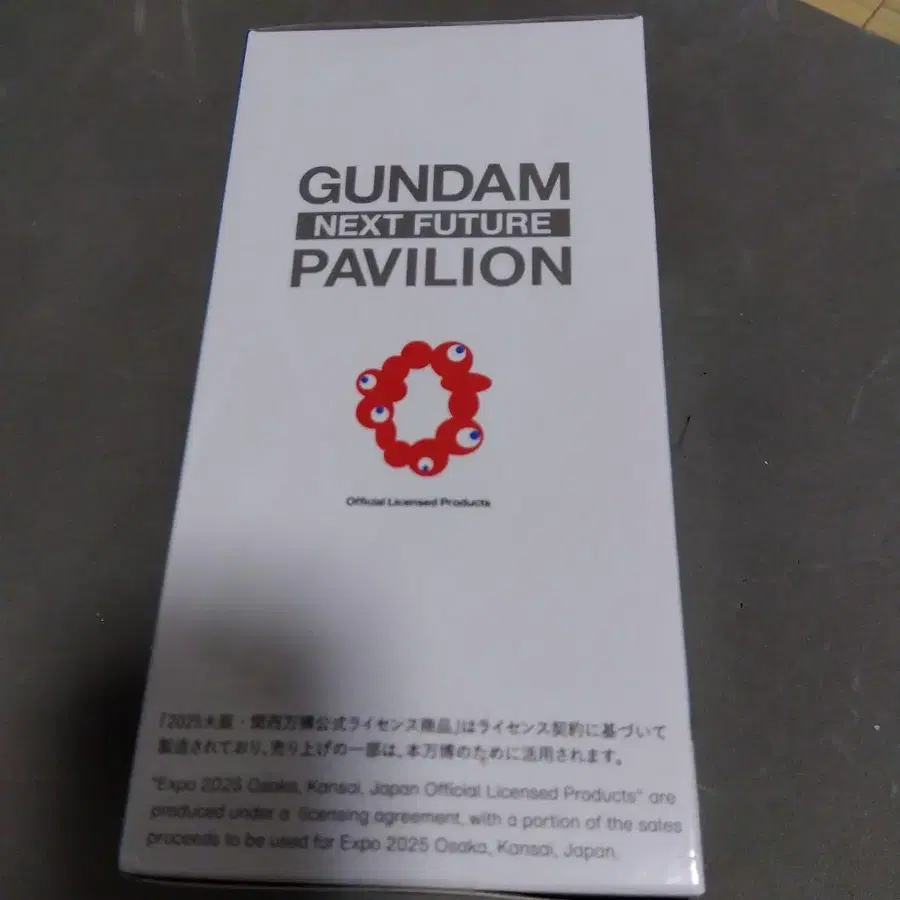 GUNDAM
NEXT FUTURE
PAVILION
Official Licensed Products
「2025大阪・関西万博公式ライセンス商品」はライセンス契約に基づいて
製造されており、売り上げの一部は、本万博のために活用されます。
"Expo 2025 Osaka, Kansai, Japan Official Licensed Products" are
produced under a licensing agreement, with a portion of the sales
proceeds to be used for Expo 2025 Osaka, Kansai, Japan.